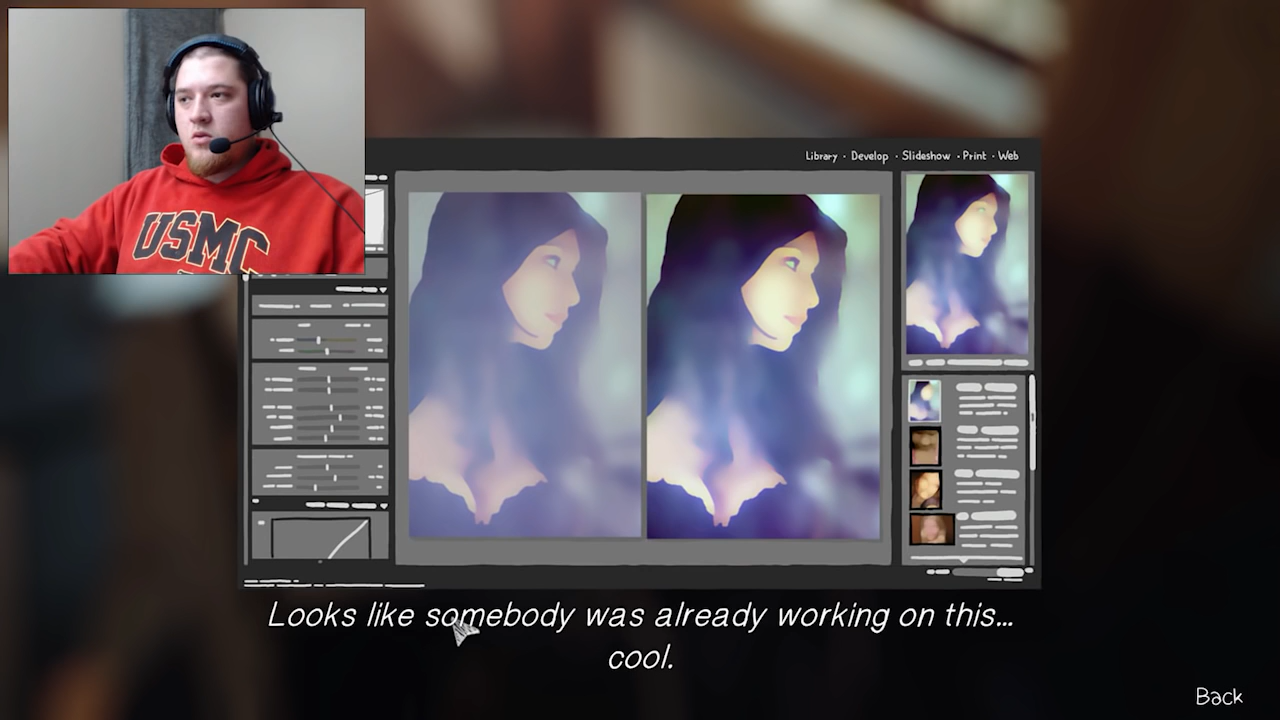 USMC
Library · Develop · Slideshow · Print · Web
Looks like somebody was already working on this...
cool.
Back